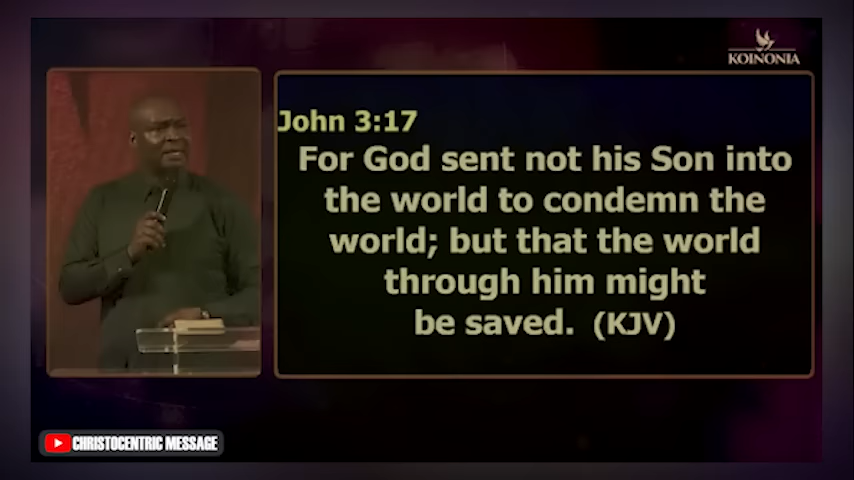 KOINONIA
John 3:17
For God sent not his Son into
the world to condemn the
world; but that the world
through him might
be saved. (KJV)
CHRISTOCENTRIC MESSAGE